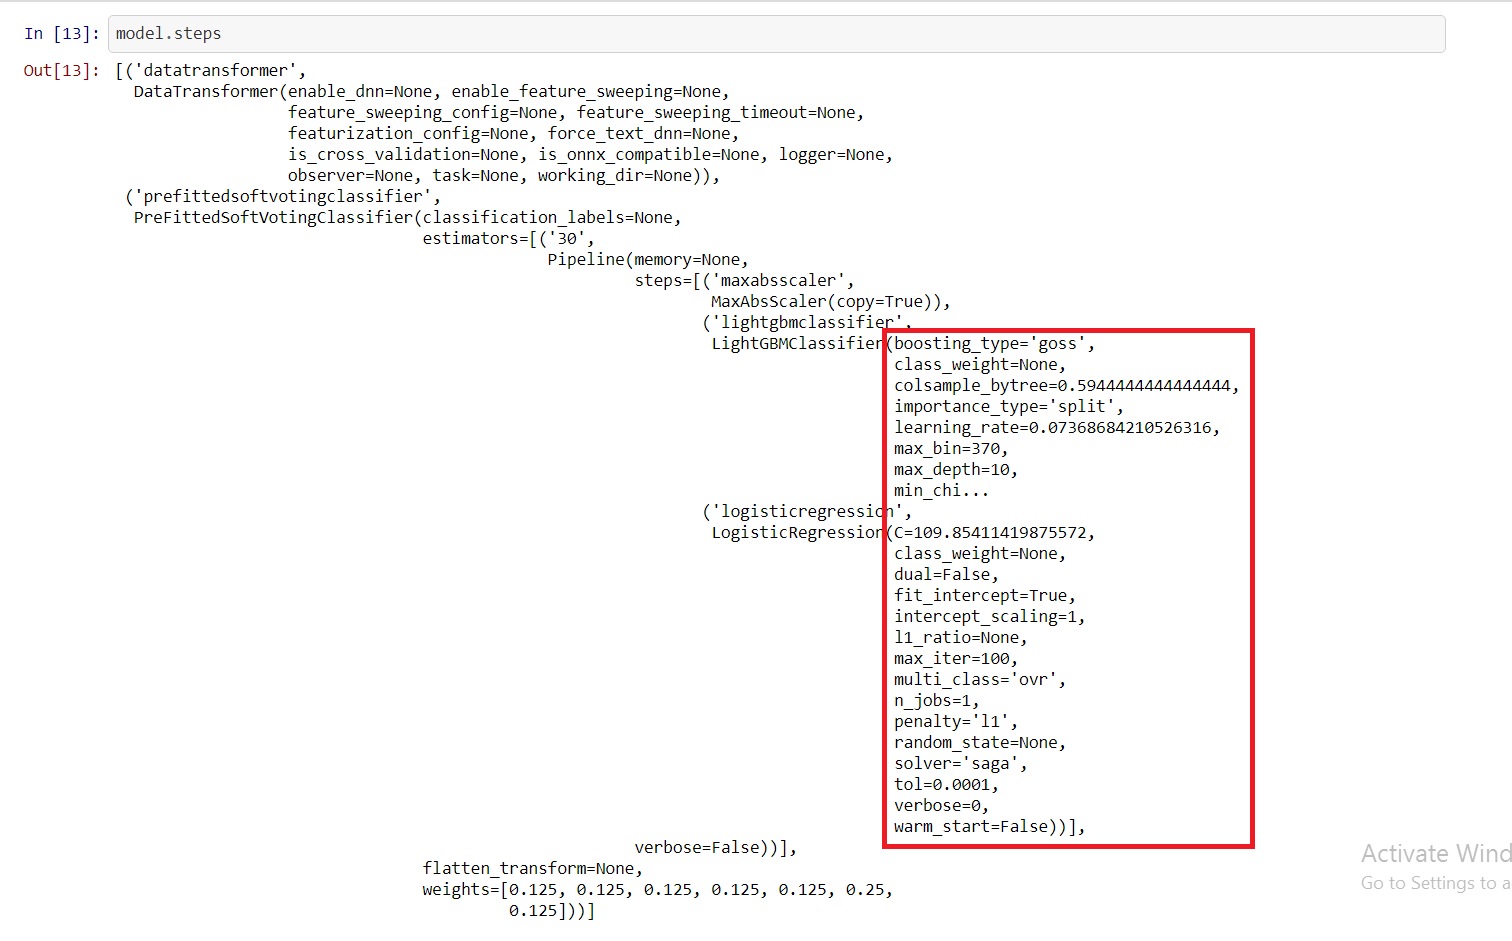 In [13]: model.steps
Out[13]: [('datatransformer',
DataTransformer(enable_dnn=None, enable_feature_sweeping=None,
feature_sweeping_config=None, feature_sweeping_timeout=None,
featurization_config=None, force_text_dnn=None,
is_cross_validation=None, is_onnx_compatible=None, logger=None,
observer=None, task=None, working_dir=None)),
('prefittedsoftvotingclassifier',
PreFittedSoftVotingClassifier(classification_labels=None,
estimators=[('30',
Pipeline(memory=None,
steps=[('maxabsscaler',
MaxAbsScaler(copy=True)),
('lightgbmclassifier',
LightGBMClassifier(boosting_type='goss',
class_weight=None,
colsample_bytree=0.5944444444444444,
importance_type='split',
learning_rate=0.07368684210526316,
max_bin=370,
max_depth=10,
min_chi...
('logisticregression',
LogisticRegression(C=109.85411419875572,
class_weight=None,
dual=False,
fit_intercept=True,
intercept_scaling=1,
l1_ratio=None,
max_iter=100,
multi_class='ovr',
n_jobs=1,
penalty='l1',
random_state=None,
solver='saga',
tol=0.0001,
verbose=0,
warm_start=False))],
verbose=False))],
flatten_transform=None,
weights=[0.125, 0.125, 0.125, 0.125, 0.125, 0.25,
0.125]))]
Activate Wind
Go to Settings to a